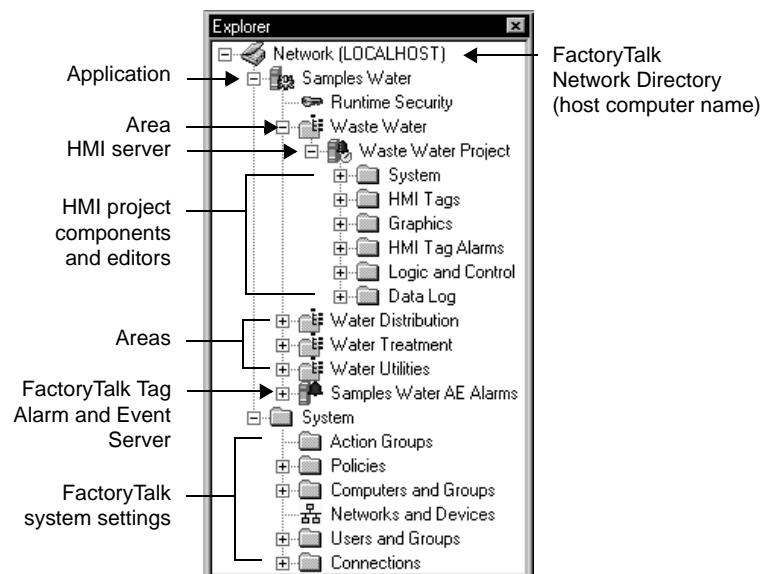 Explorer
Network (LOCALHOST)
Samples Water
Runtime Security
Waste Water
Waste Water Project
System
HMI Tags
Graphics
HMI Tag Alarms
Logic and Control
Data Log
Water Distribution
Water Treatment
Water Utilities
Samples Water AE Alarms
System
Action Groups
Policies
Computers and Groups
Networks and Devices
Users and Groups
Connections
Application
Area
HMI server
HMI project
components
and editors
Areas
FactoryTalk Tag
Alarm and Event
Server
FactoryTalk
system settings
FactoryTalk
Network Directory
(host computer name)